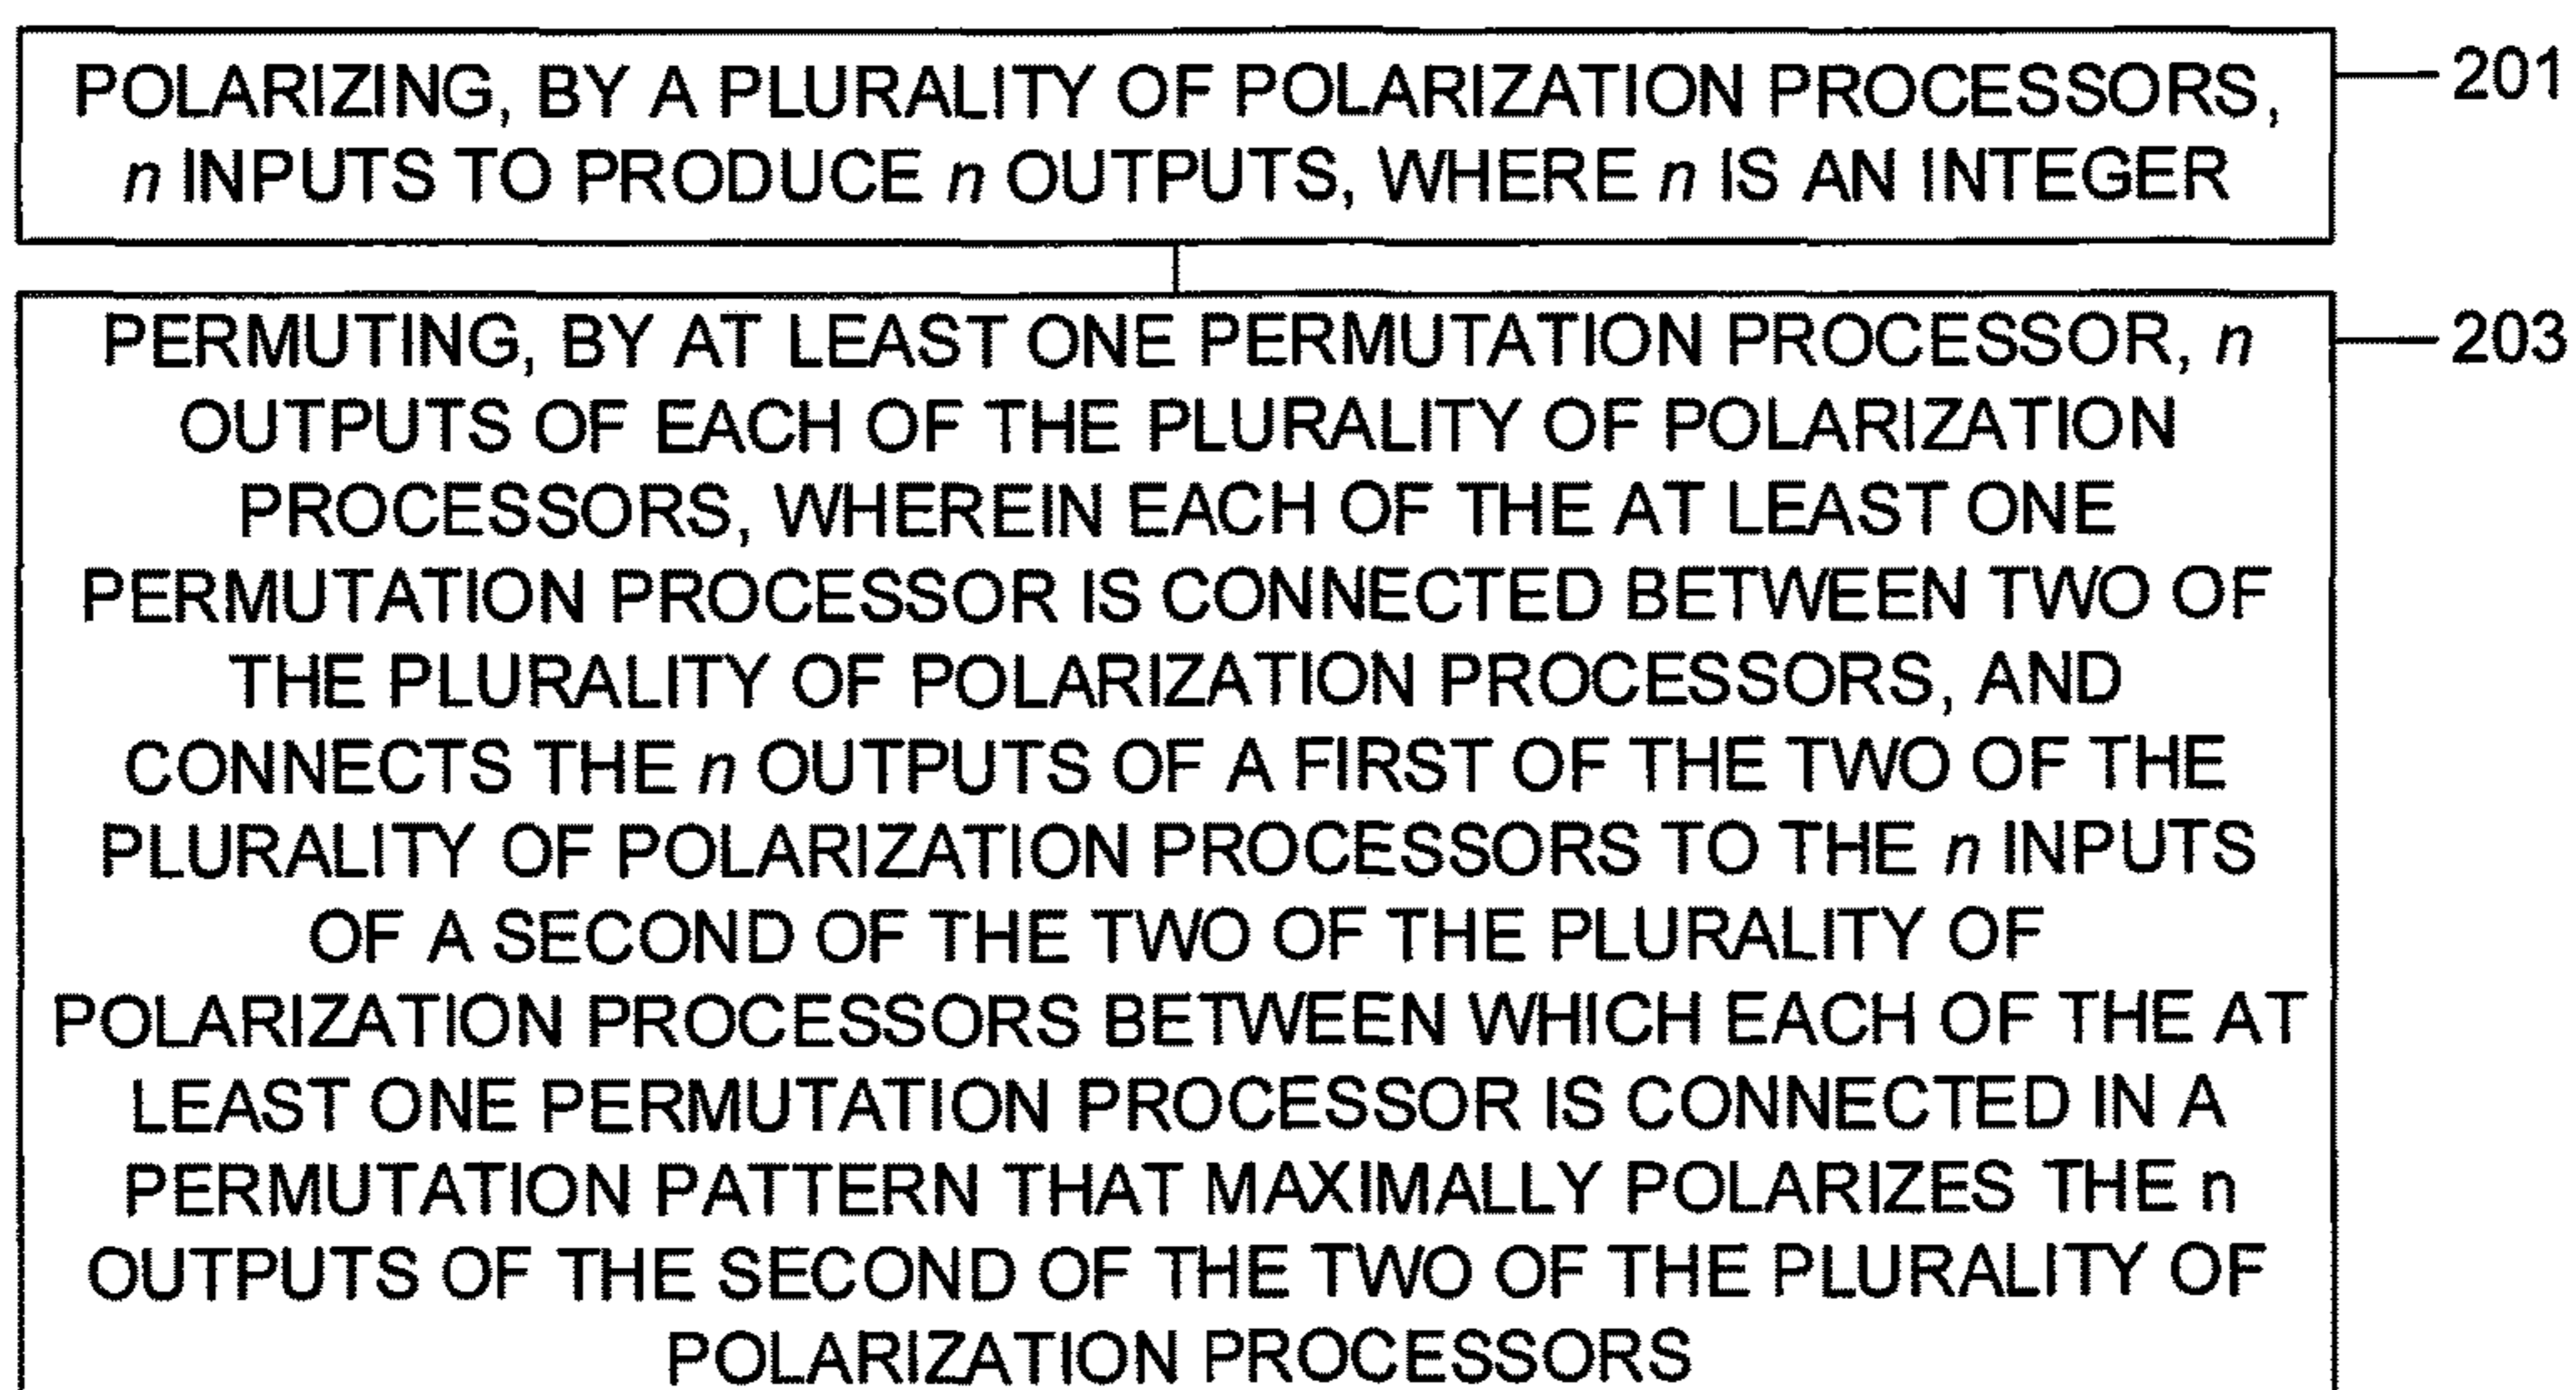 POLARIZING, BY A PLURALITY OF POLARIZATION PROCESSORS, 201
n INPUTS TO PRODUCE n OUTPUTS, WHERE n IS AN INTEGER
PERMUTING, BY AT LEAST ONE PERMUTATION PROCESSOR, n 203
OUTPUTS OF EACH OF THE PLURALITY OF POLARIZATION
PROCESSORS, WHEREIN EACH OF THE AT LEAST ONE
PERMUTATION PROCESSOR IS CONNECTED BETWEEN TWO OF
THE PLURALITY OF POLARIZATION PROCESSORS, AND
CONNECTS THE n OUTPUTS OF A FIRST OF THE TWO OF THE
PLURALITY OF POLARIZATION PROCESSORS TO THE n INPUTS
OF A SECOND OF THE TWO OF THE PLURALITY OF
POLARIZATION PROCESSORS BETWEEN WHICH EACH OF THE AT
LEAST ONE PERMUTATION PROCESSOR IS CONNECTED IN A
PERMUTATION PATTERN THAT MAXIMALLY POLARIZES THE n
OUTPUTS OF THE SECOND OF THE TWO OF THE PLURALITY OF
POLARIZATION PROCESSORS